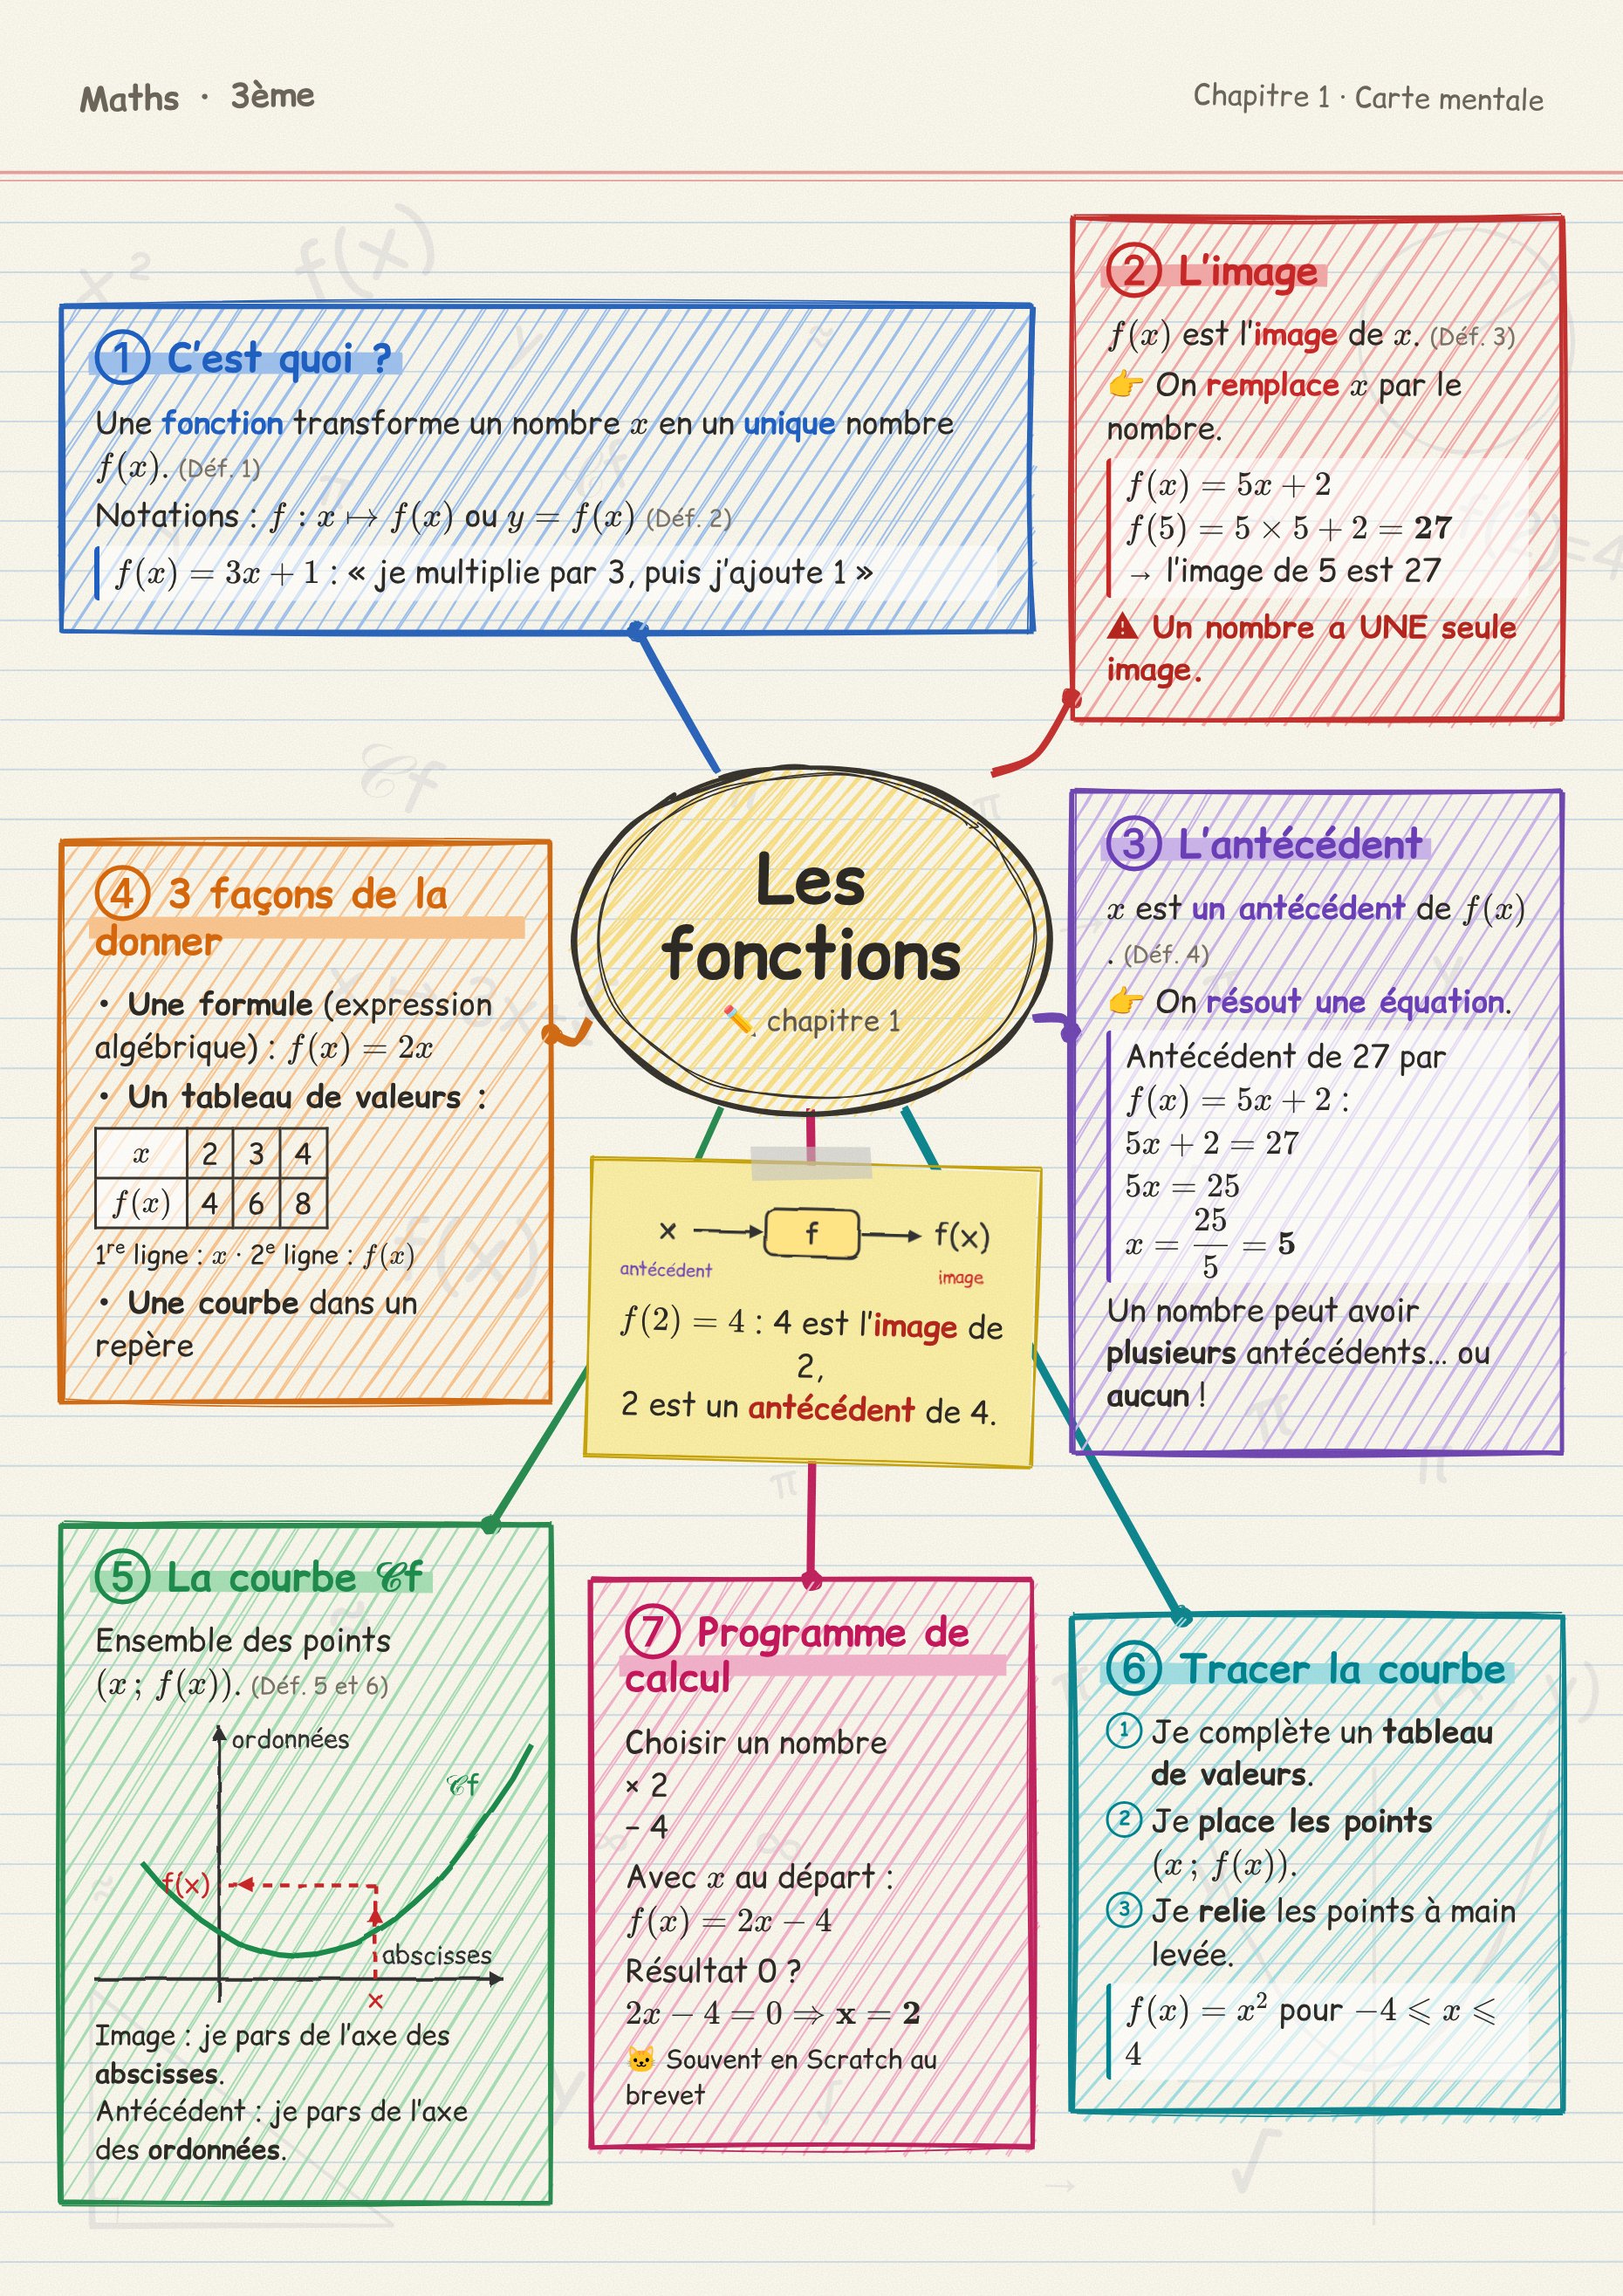 Maths · 3ème
Chapitre 1 · Carte mentale
① C'est quoi ?
Une fonction transforme un nombre x en un unique nombre
f(x). (Déf. 1)
Notations : f : x ↦ f(x) ou y = f(x) (Déf. 2)
f(x) = 3x + 1 : « je multiplie par 3, puis j'ajoute 1 »
② L'image
f(x) est l'image de x. (Déf. 3)
👉 On remplace x par le
nombre.
f(x) = 5x + 2
f(5) = 5 × 5 + 2 = 27
→ l'image de 5 est 27
⚠ Un nombre a UNE seule
image.
Les
fonctions
✏️ chapitre 1
③ L'antécédent
x est un antécédent de f(x)
. (Déf. 4)
👉 On résout une équation.
Antécédent de 27 par
f(x) = 5x + 2 :
5x + 2 = 27
5x = 25
x = 25/5 = 5
Un nombre peut avoir
plusieurs antécédents... ou
aucun !
④ 3 façons de la
donner
• Une formule (expression
algébrique) : f(x) = 2x
• Un tableau de valeurs :
x 2 3 4
f(x) 4 6 8
1re ligne : x · 2e ligne : f(x)
• Une courbe dans un
repère
x → f → f(x)
antécédent image
f(2) = 4 : 4 est l'image de
2,
2 est un antécédent de 4.
⑤ La courbe 𝒞f
Ensemble des points
(x ; f(x)). (Déf. 5 et 6)
ordonnées
𝒞f
f(x)
abscisses
x
Image : je pars de l'axe des
abscisses.
Antécédent : je pars de l'axe
des ordonnées.
⑦ Programme de
calcul
Choisir un nombre
× 2
− 4
Avec x au départ :
f(x) = 2x − 4
Résultat 0 ?
2x − 4 = 0 ⇒ x = 2
🐱 Souvent en Scratch au
brevet
⑥ Tracer la courbe
① Je complète un tableau
de valeurs.
② Je place les points
(x ; f(x)).
③ Je relie les points à main
levée.
f(x) = x² pour −4 ⩽ x ⩽
4